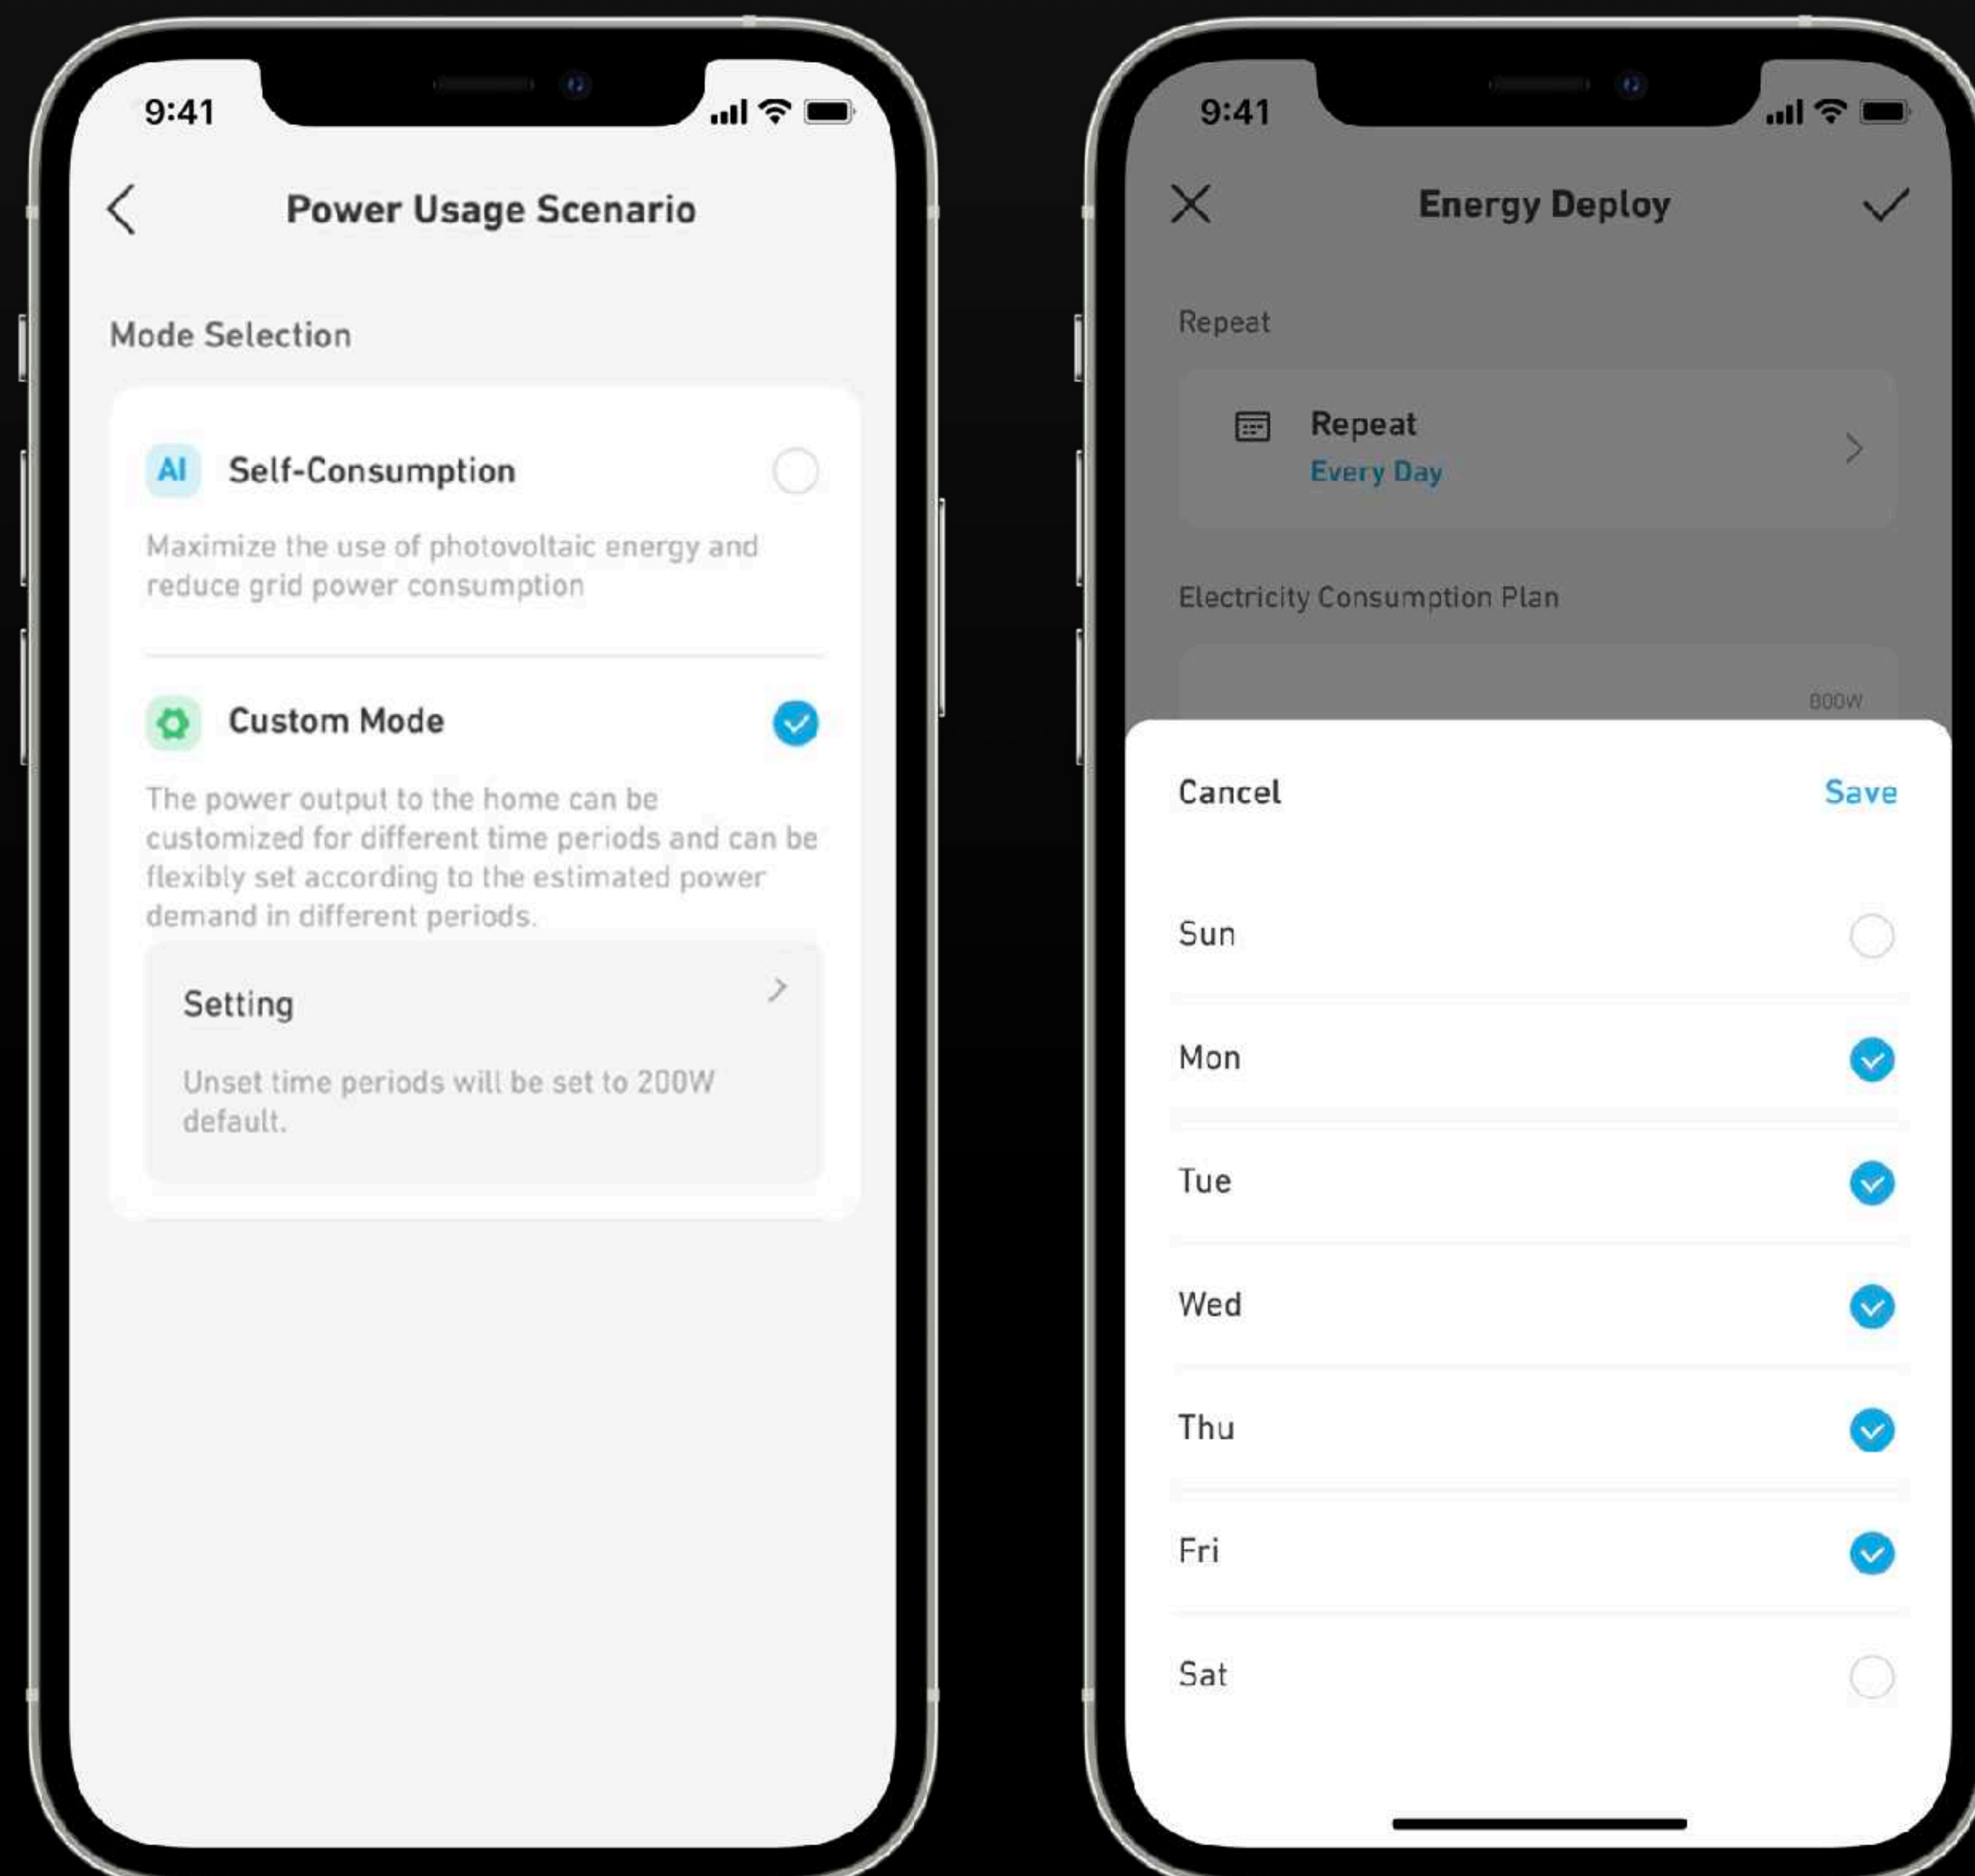 9:41
Power Usage Scenario
Mode Selection
AI Self-Consumption
Maximize the use of photovoltaic energy and
reduce grid power consumption
Custom Mode
The power output to the home can be
customized for different time periods and can be
flexibly set according to the estimated power
demand in different periods.
Setting
Unset time periods will be set to 200W
default.
9:41
Energy Deploy
Repeat
Repeat
Every Day
Electricity Consumption Plan
800W
Cancel Save
Sun
Mon
Tue
Wed
Thu
Fri
Sat